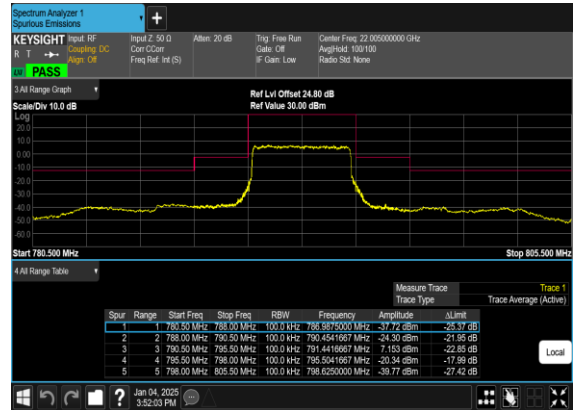 Spectrum Analyzer 1
Spurious Emissions
+
KEYSIGHT Input: RF Input Z: 50 Ω Atten: 20 dB Trig: Free Run Center Freq: 22.005000000 GHz
R T Coupling: DC Corr CCorr Gate: Off Avg|Hold: 100/100
Align: Off Freq Ref: Int (S) IF Gain: Low Radio Std: None
LW PASS
3 All Range Graph
Ref Lvl Offset 24.80 dB
Scale/Div 10.0 dB Ref Value 30.00 dBm
Log
20.0
10.0
0.00
-10.0
-20.0
-30.0
-40.0
-50.0
-60.0
Start 780.500 MHz Stop 805.500 MHz
4 All Range Table
Measure Trace Trace 1
Trace Type Trace Average (Active)
Spur Range Start Freq Stop Freq RBW Frequency Amplitude ΔLimit
1 1 780.50 MHz 788.00 MHz 100.0 kHz 786.9875000 MHz -37.72 dBm -25.37 dB
2 2 788.00 MHz 790.50 MHz 100.0 kHz 790.4541667 MHz -24.30 dBm -21.95 dB
3 3 790.50 MHz 795.50 MHz 100.0 kHz 791.4416667 MHz 7.153 dBm -22.85 dB
4 4 795.50 MHz 798.00 MHz 100.0 kHz 795.5041667 MHz -20.34 dBm -17.99 dB
5 5 798.00 MHz 805.50 MHz 100.0 kHz 798.6250000 MHz -39.77 dBm -27.42 dB
Local
? Jan 04, 2025
3:52:03 PM